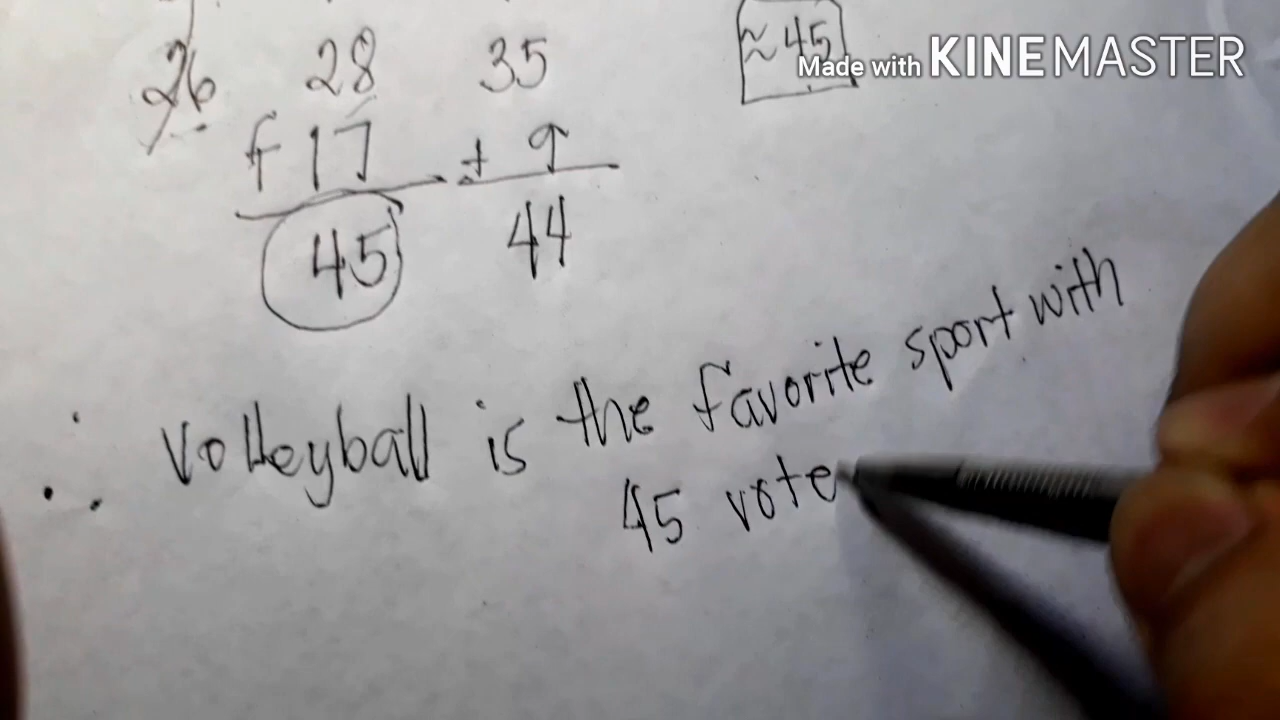 26 28 35 ≈ 45
Made with KINEMASTER
+ 17 + 9
45 44
∴ Volleyball is the favorite sport with
45 vote